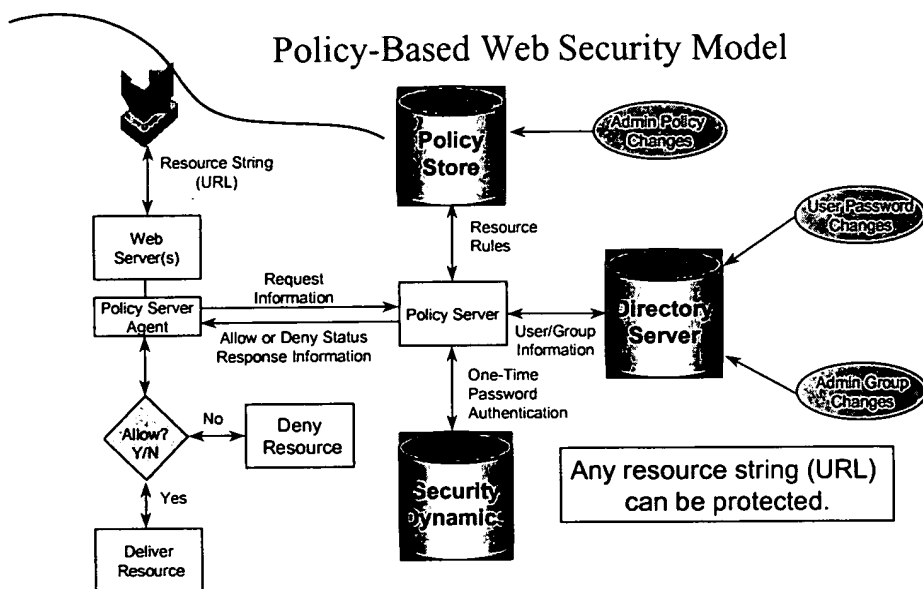 Policy-Based Web Security Model
Resource String
(URL)
Policy
Store
Admin Policy
Changes
Web
Server(s)
Resource
Rules
User Password
Changes
Request
Information
Policy Server
Agent
Policy Server
Directory
Server
Allow or Deny Status
Response Information
User/Group
Information
One-Time
Password
Authentication
Admin Group
Changes
Allow?
Y/N
No
Deny
Resource
Yes
Security
Dynamic
Any resource string (URL)
can be protected.
Deliver
Resource